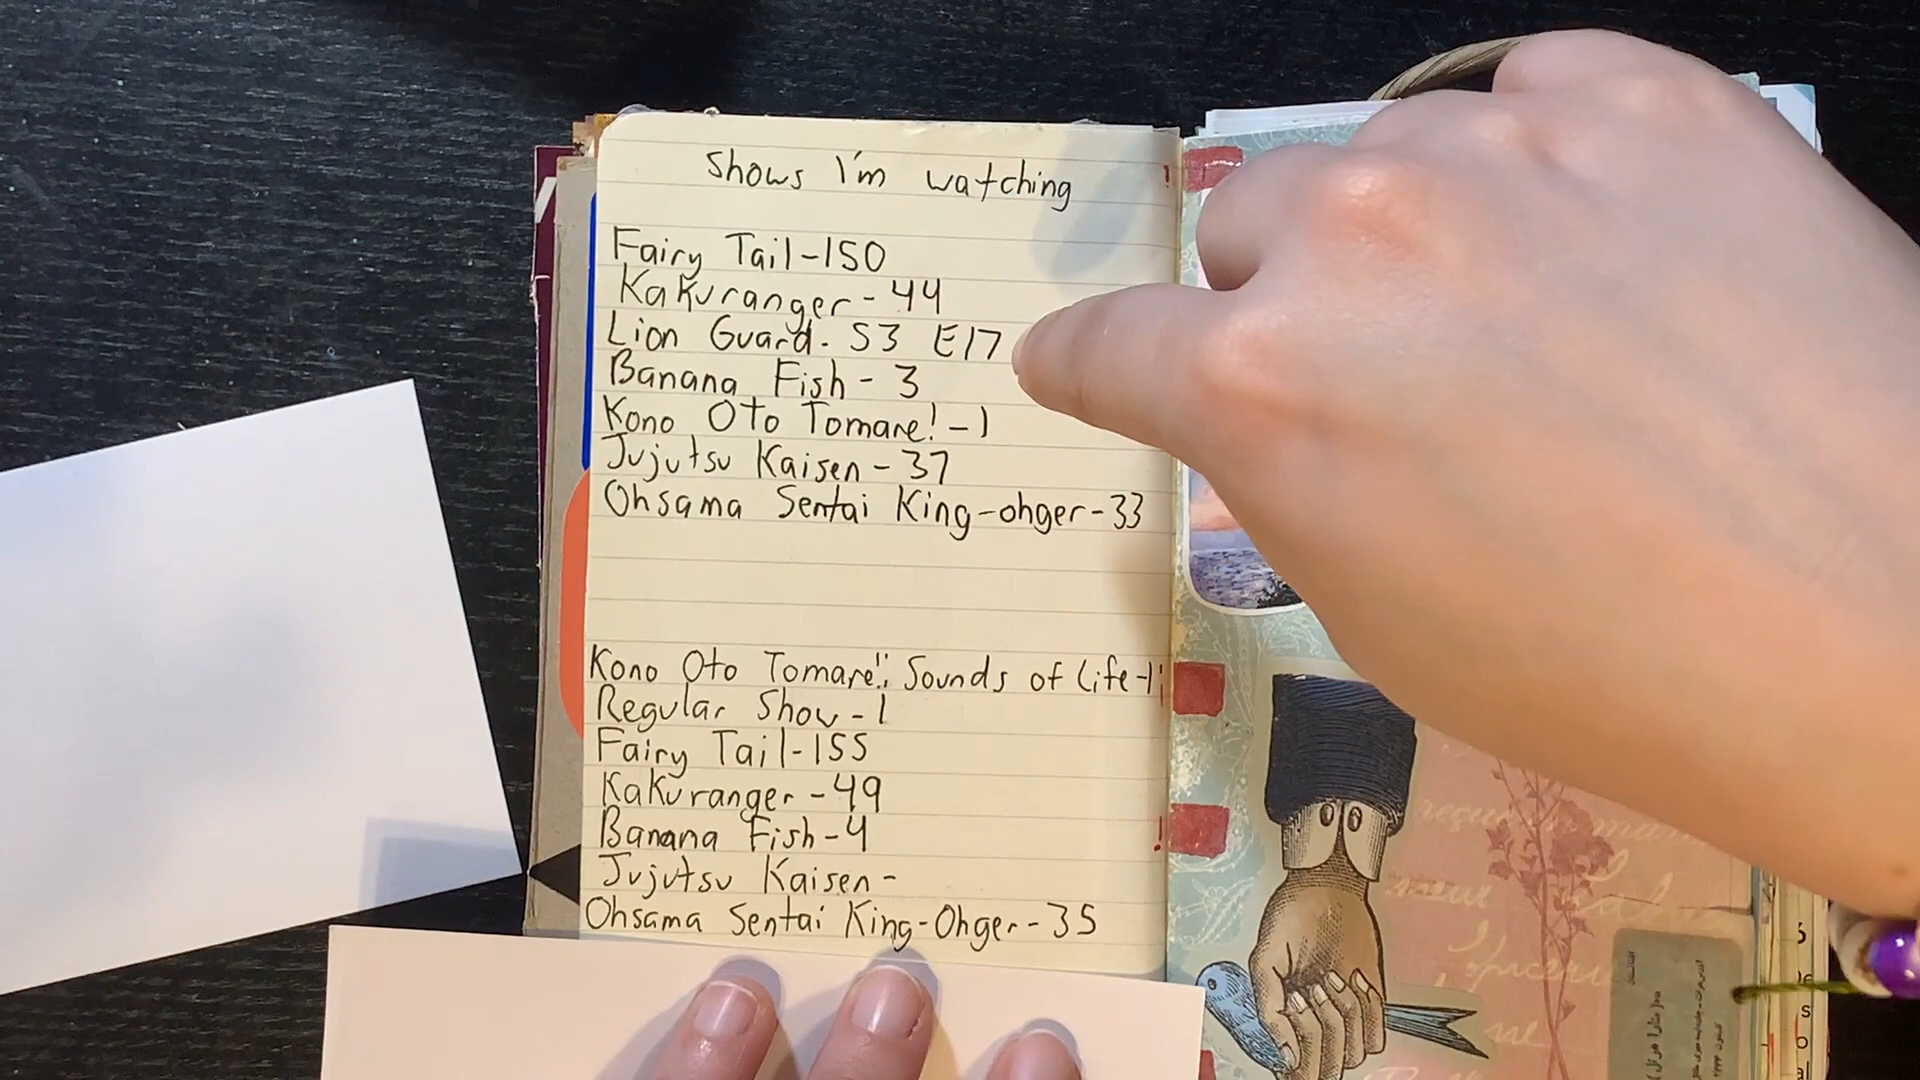 Shows I'm watching
Fairy Tail-150
Kakuranger-44
Lion Guard. S3 E17
Banana Fish-3
Kono Oto Tomare!-1
Jujutsu Kaisen-37
Ohsama Sentai King-ohger-33
Kono Oto Tomare!: Sounds of Life-1
Regular Show-1
Fairy Tail-155
Kakuranger-49
Banana Fish-4
Jujutsu Kaisen-
Ohsama Sentai King-Ohger-35